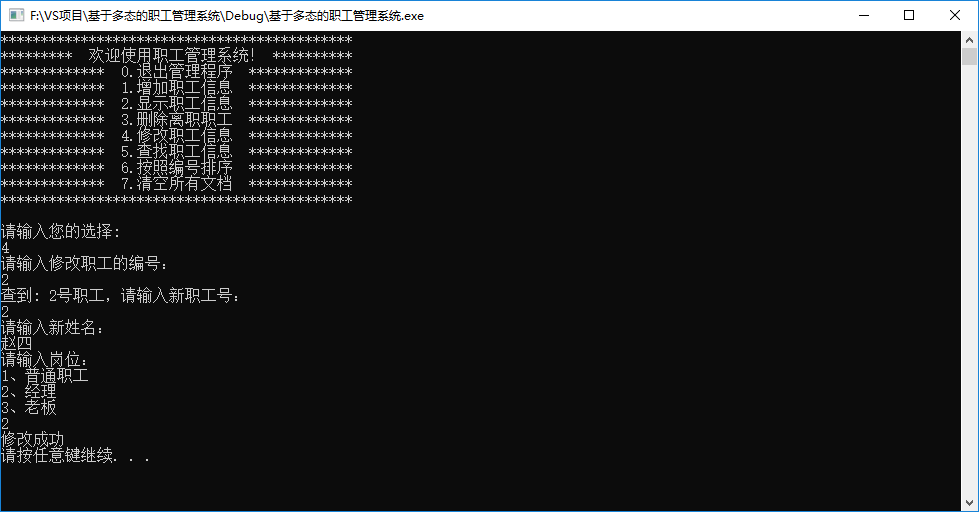 F:\VS项目\基于多态的职工管理系统\Debug\基于多态的职工管理系统.exe
********************************************
*********  欢迎使用职工管理系统!  **********
*************  0.退出管理程序  *************
*************  1.增加职工信息  *************
*************  2.显示职工信息  *************
*************  3.删除离职职工  *************
*************  4.修改职工信息  *************
*************  5.查找职工信息  *************
*************  6.按照编号排序  *************
*************  7.清空所有文档  *************
********************************************
请输入您的选择:
4
请输入修改职工的编号:
2
查到: 2号职工, 请输入新职工号:
2
请输入新姓名:
赵四
请输入岗位:
1、普通职工
2、经理
3、老板
2
修改成功
请按任意键继续. . .